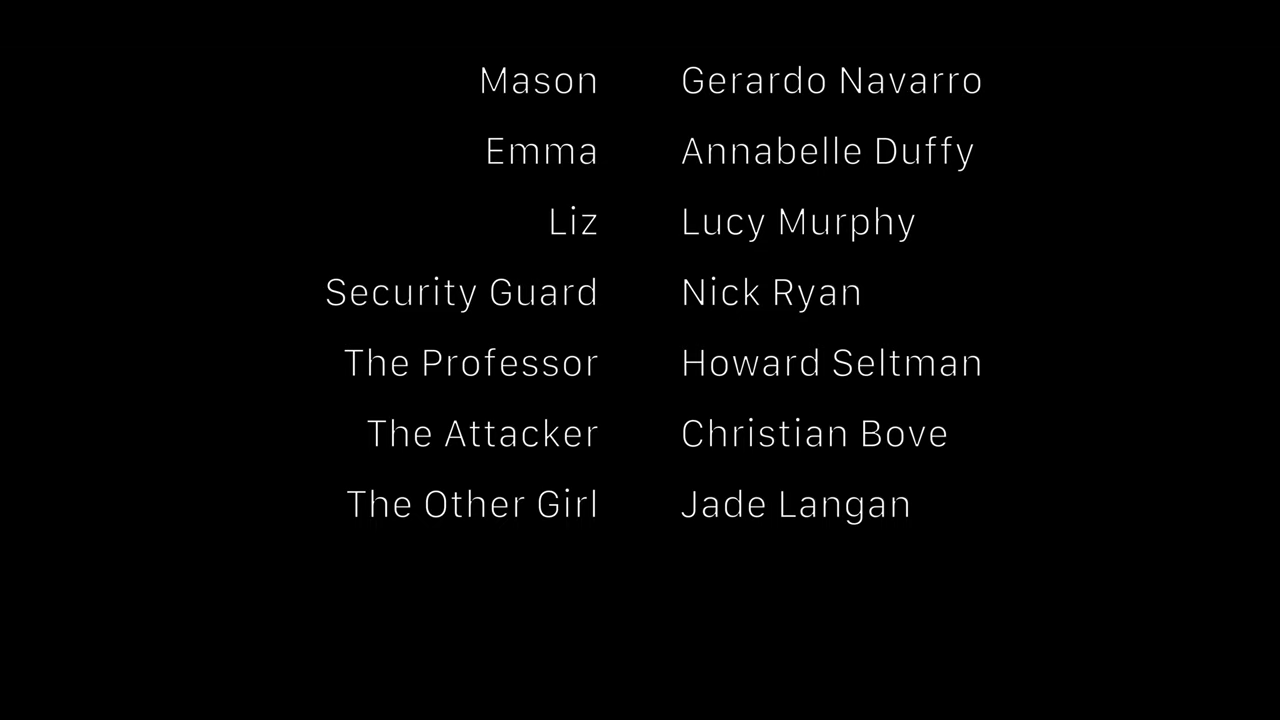 Mason Gerardo Navarro
Emma Annabelle Duffy
Liz Lucy Murphy
Security Guard Nick Ryan
The Professor Howard Seltman
The Attacker Christian Bove
The Other Girl Jade Langan